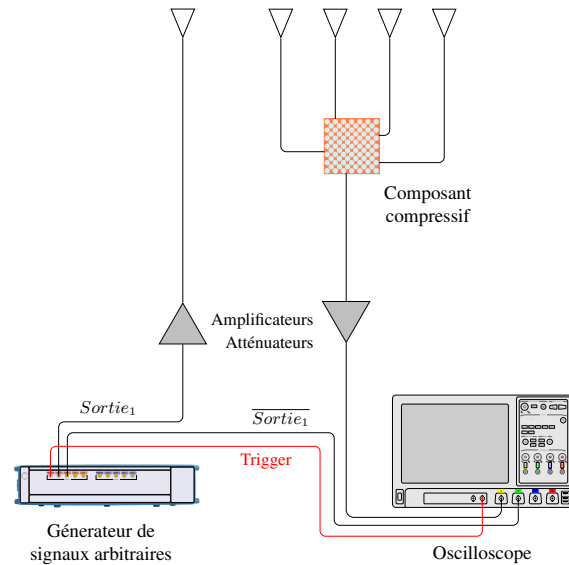 Composant
compressif
Amplificateurs
Atténuateurs
Sortie₁
Sortie₁
Trigger
Génerateur de
signaux arbitraires
Oscilloscope